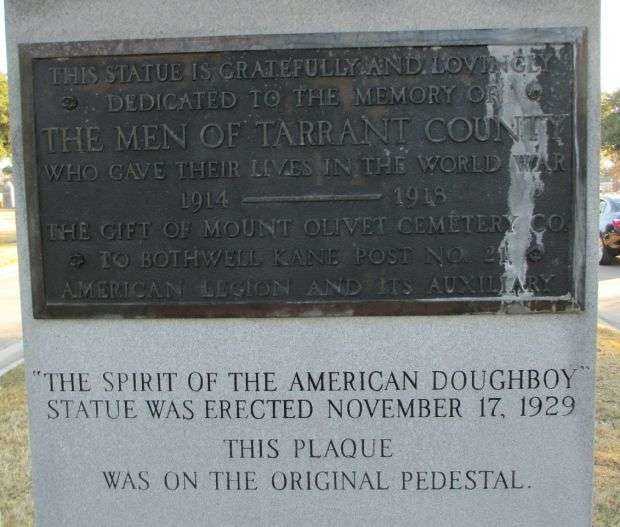 THIS STATUE IS GRATEFULLY AND LOVINGLY
DEDICATED TO THE MEMORY OF
THE MEN OF TARRANT COUNTY
WHO GAVE THEIR LIVES IN THE WORLD WAR
1914 — 1918
THE GIFT OF MOUNT OLIVET CEMETERY CO.
TO BOTHWELL KANE POST NO. 21
AMERICAN LEGION AND ITS AUXILIARY
"THE SPIRIT OF THE AMERICAN DOUGHBOY"
STATUE WAS ERECTED NOVEMBER 17, 1929
THIS PLAQUE
WAS ON THE ORIGINAL PEDESTAL.